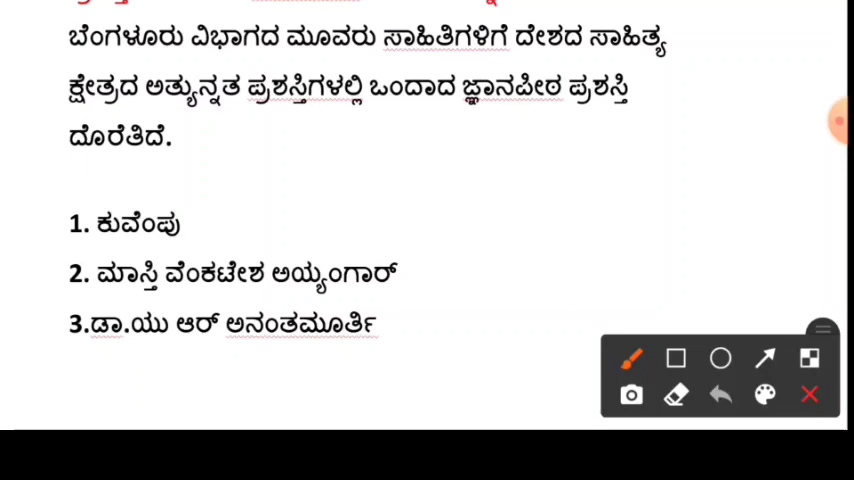 ಬೆಂಗಳೂರು ವಿಭಾಗದ ಮೂವರು ಸಾಹಿತಿಗಳಿಗೆ ದೇಶದ ಸಾಹಿತ್ಯ
ಕ್ಷೇತ್ರದ ಅತ್ಯುನ್ನತ ಪ್ರಶಸ್ತಿಗಳಲ್ಲಿ ಒಂದಾದ ಜ್ಞಾನಪೀಠ ಪ್ರಶಸ್ತಿ
ದೊರೆತಿದೆ.
1. ಕುವೆಂಪು
2. ಮಾಸ್ತಿ ವೆಂಕಟೇಶ ಅಯ್ಯಂಗಾರ್
3.ಡಾ.ಯು ಆರ್ ಅನಂತಮೂರ್ತಿ